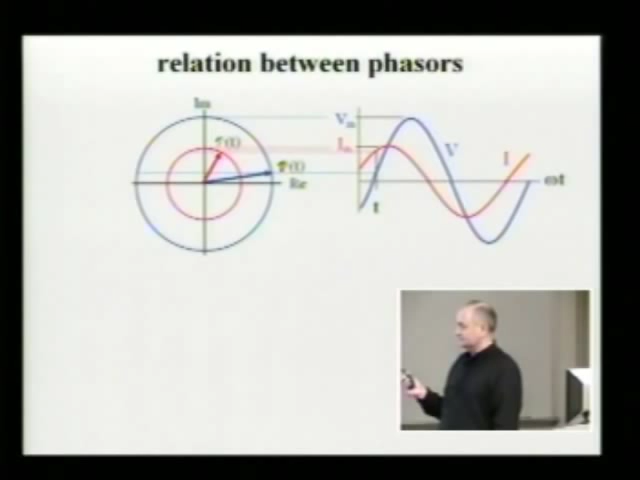 relation between phasors
Im
V
I
Re
V
I
t
ωt